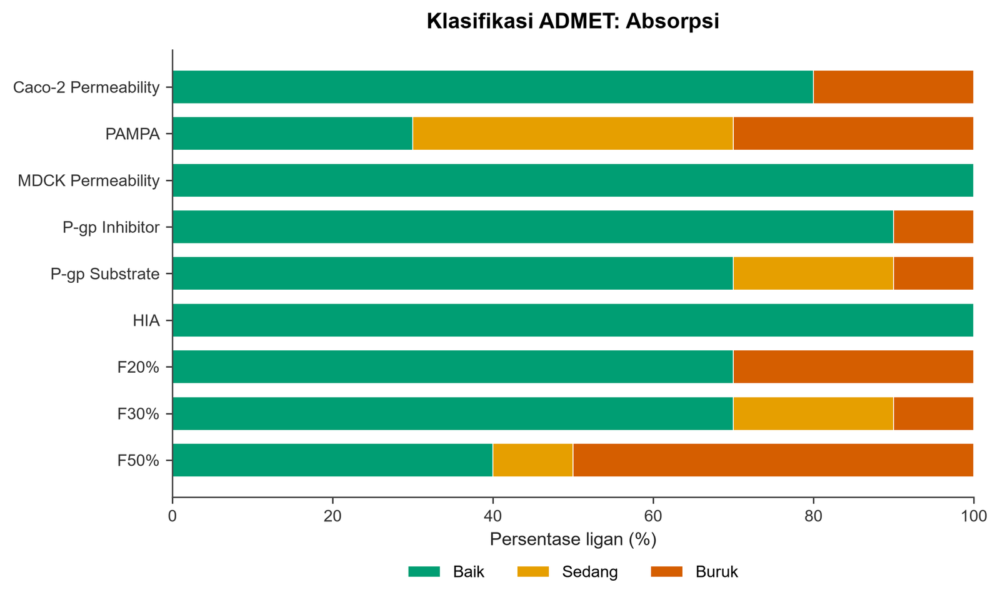 Klasifikasi ADMET: Absorpsi
Caco-2 Permeability
PAMPA
MDCK Permeability
P-gp Inhibitor
P-gp Substrate
HIA
F20%
F30%
F50%
0 20 40 60 80 100
Persentase ligan (%)
Baik Sedang Buruk